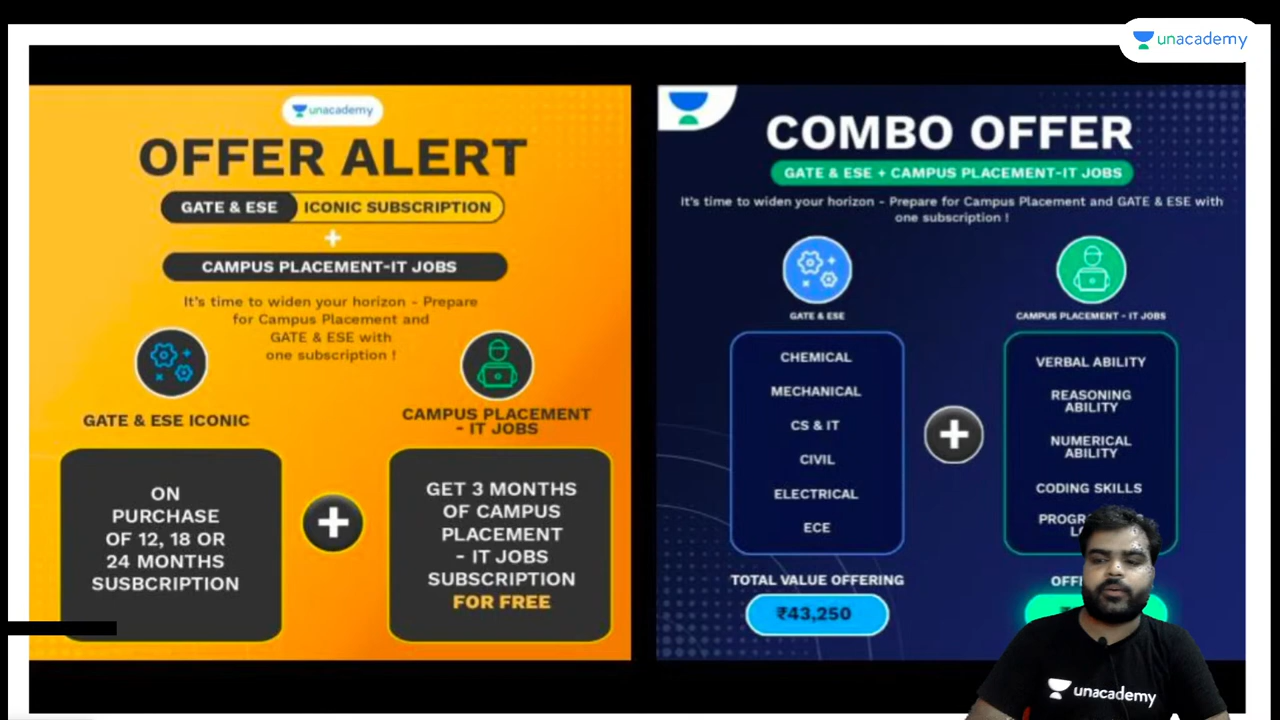 unacademy
unacademy
OFFER ALERT
GATE & ESE ICONIC SUBSCRIPTION
+
CAMPUS PLACEMENT-IT JOBS
It's time to widen your horizon - Prepare
for Campus Placement and
GATE & ESE with
one subscription !
GATE & ESE ICONIC
CAMPUS PLACEMENT
- IT JOBS
ON
PURCHASE
OF 12, 18 OR
24 MONTHS
SUSBCRIPTION
+
GET 3 MONTHS
OF CAMPUS
PLACEMENT
- IT JOBS
SUBSCRIPTION
FOR FREE
COMBO OFFER
GATE & ESE + CAMPUS PLACEMENT-IT JOBS
It's time to widen your horizon - Prepare for Campus Placement and GATE & ESE with
one subscription !
GATE & ESE
CAMPUS PLACEMENT - IT JOBS
CHEMICAL
MECHANICAL
CS & IT
CIVIL
ELECTRICAL
ECE
+
VERBAL ABILITY
REASONING
ABILITY
NUMERICAL
ABILITY
CODING SKILLS
TOTAL VALUE OFFERING
₹43,250
unacademy